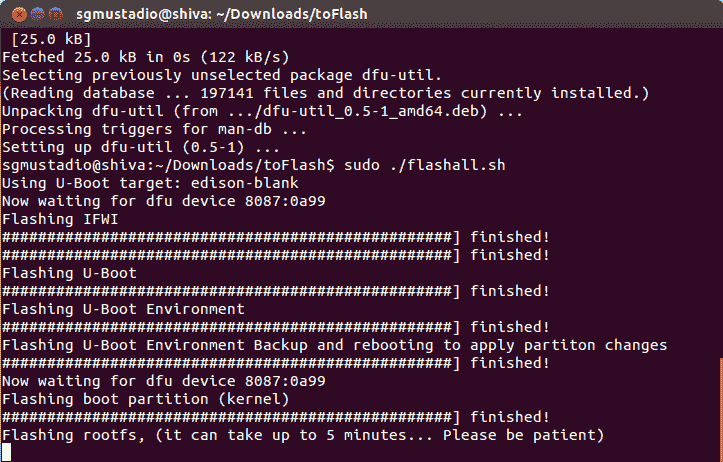 sgmustadio@shiva: ~/Downloads/toFlash
[25.0 kB]
Fetched 25.0 kB in 0s (122 kB/s)
Selecting previously unselected package dfu-util.
(Reading database ... 197141 files and directories currently installed.)
Unpacking dfu-util (from .../dfu-util_0.5-1_amd64.deb) ...
Processing triggers for man-db ...
Setting up dfu-util (0.5-1) ...
sgmustadio@shiva:~/Downloads/toFlash$ sudo ./flashall.sh
Using U-Boot target: edison-blank
Now waiting for dfu device 8087:0a99
Flashing IFWI
##################################################] finished!
##################################################] finished!
Flashing U-Boot
##################################################] finished!
Flashing U-Boot Environment
##################################################] finished!
Flashing U-Boot Environment Backup and rebooting to apply partiton changes
##################################################] finished!
Now waiting for dfu device 8087:0a99
Flashing boot partition (kernel)
##################################################] finished!
Flashing rootfs, (it can take up to 5 minutes... Please be patient)